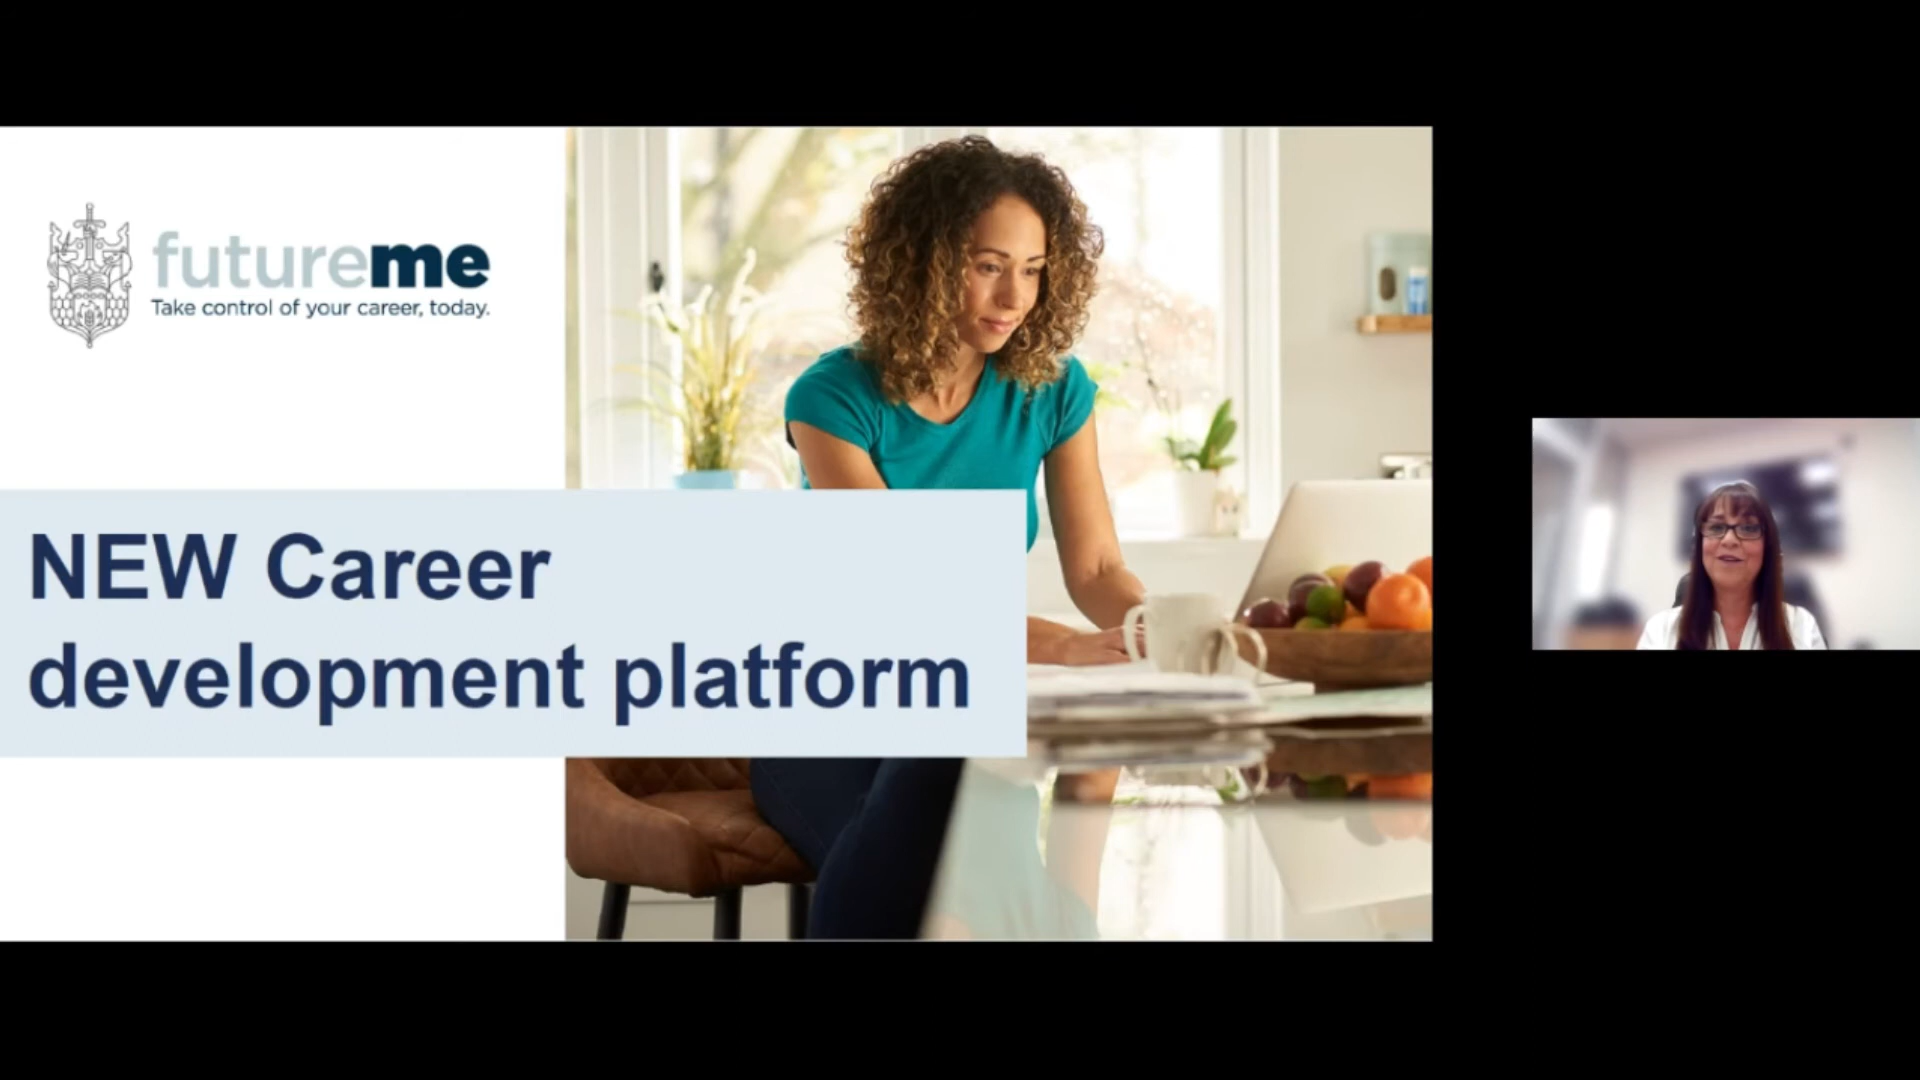 futureme
Take control of your career, today.
NEW Career
development platform